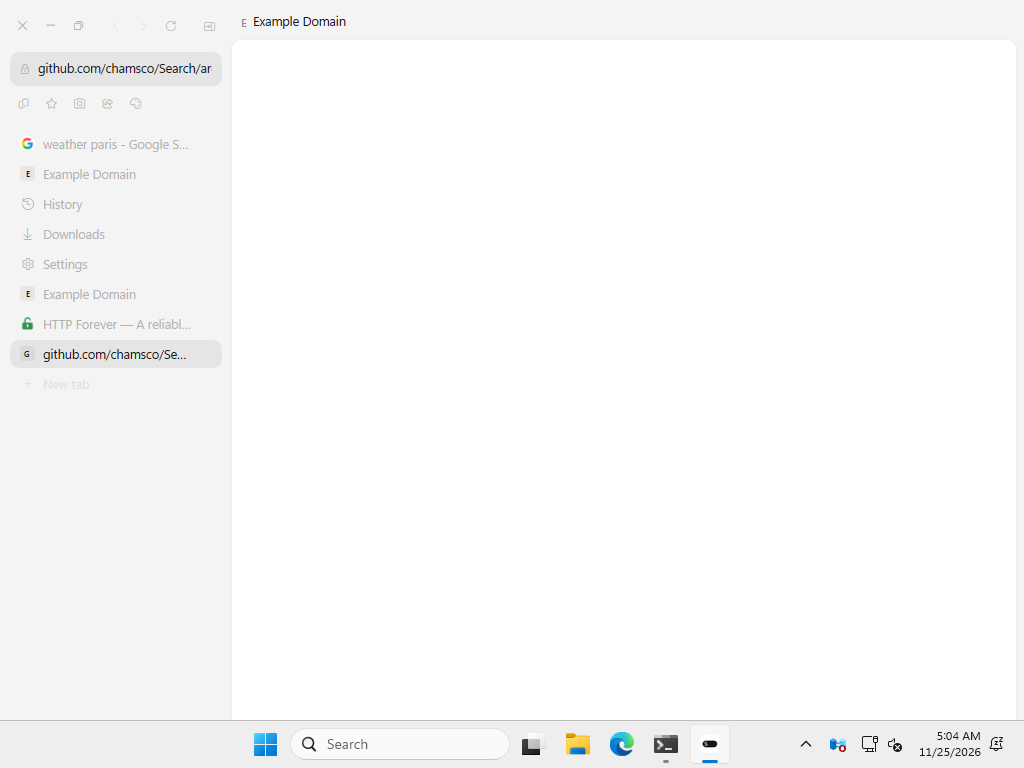 E Example Domain
github.com/chamsco/Search/ar
weather paris - Google S...
E Example Domain
History
Downloads
Settings
E Example Domain
HTTP Forever — A reliabl...
G github.com/chamsco/Se...
+ New tab
Search
5:04 AM
11/25/2026